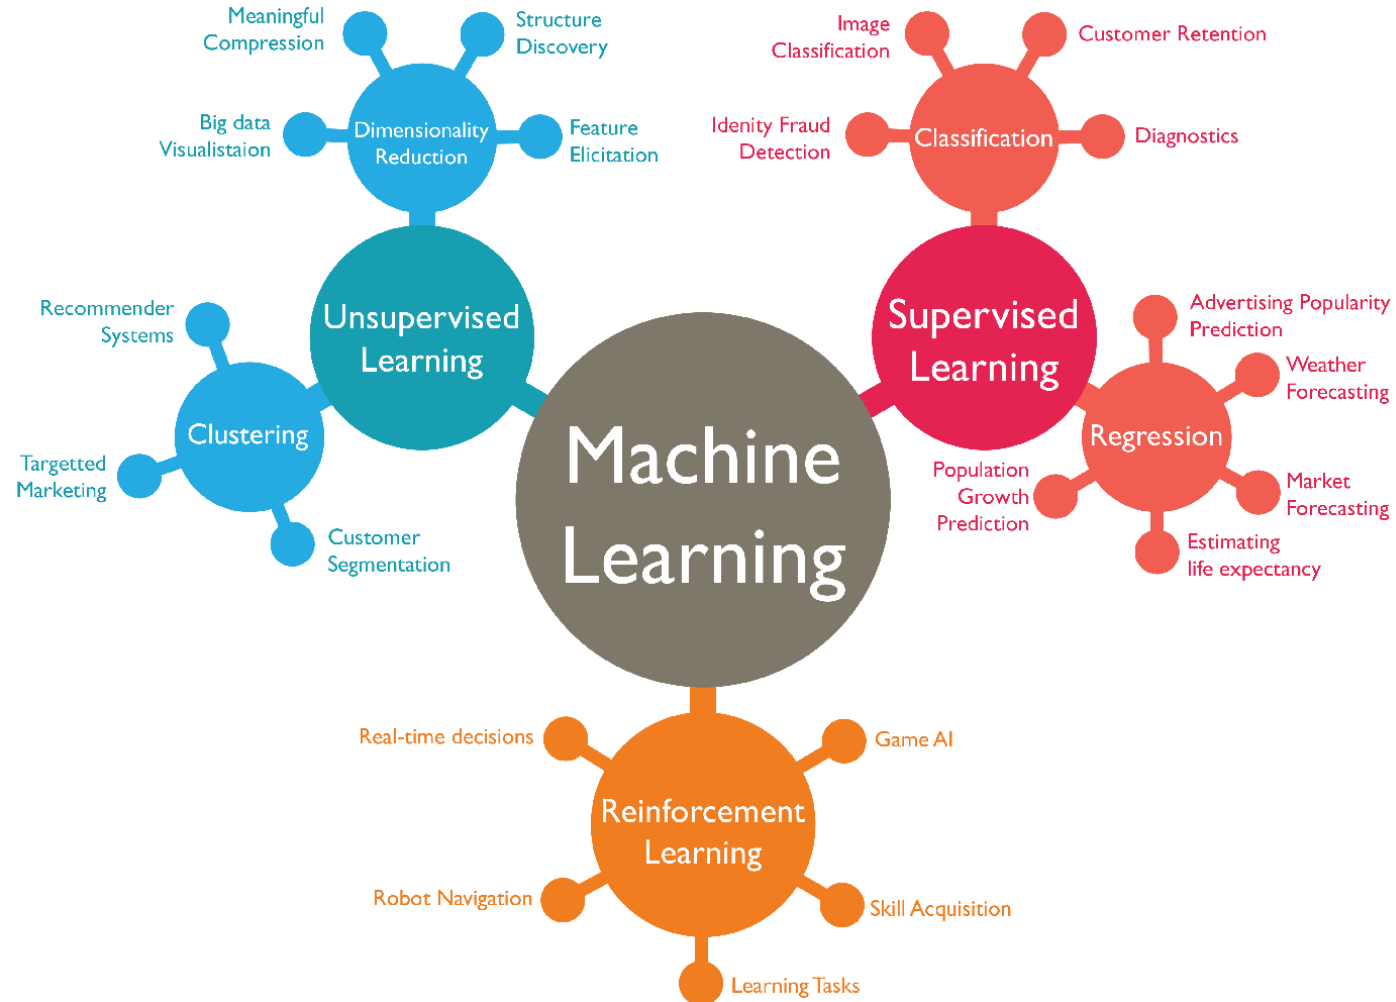 Meaningful
Compression
Structure
Discovery
Big data
Visualistaion
Dimensionality
Reduction
Feature
Elicitation
Unsupervised
Learning
Recommender
Systems
Clustering
Targetted
Marketing
Customer
Segmentation
Machine
Learning
Image
Classification
Customer Retention
Idenity Fraud
Detection
Classification
Diagnostics
Supervised
Learning
Advertising Popularity
Prediction
Weather
Forecasting
Regression
Population
Growth
Prediction
Market
Forecasting
Estimating
life expectancy
Real-time decisions
Game AI
Reinforcement
Learning
Robot Navigation
Skill Acquisition
Learning Tasks